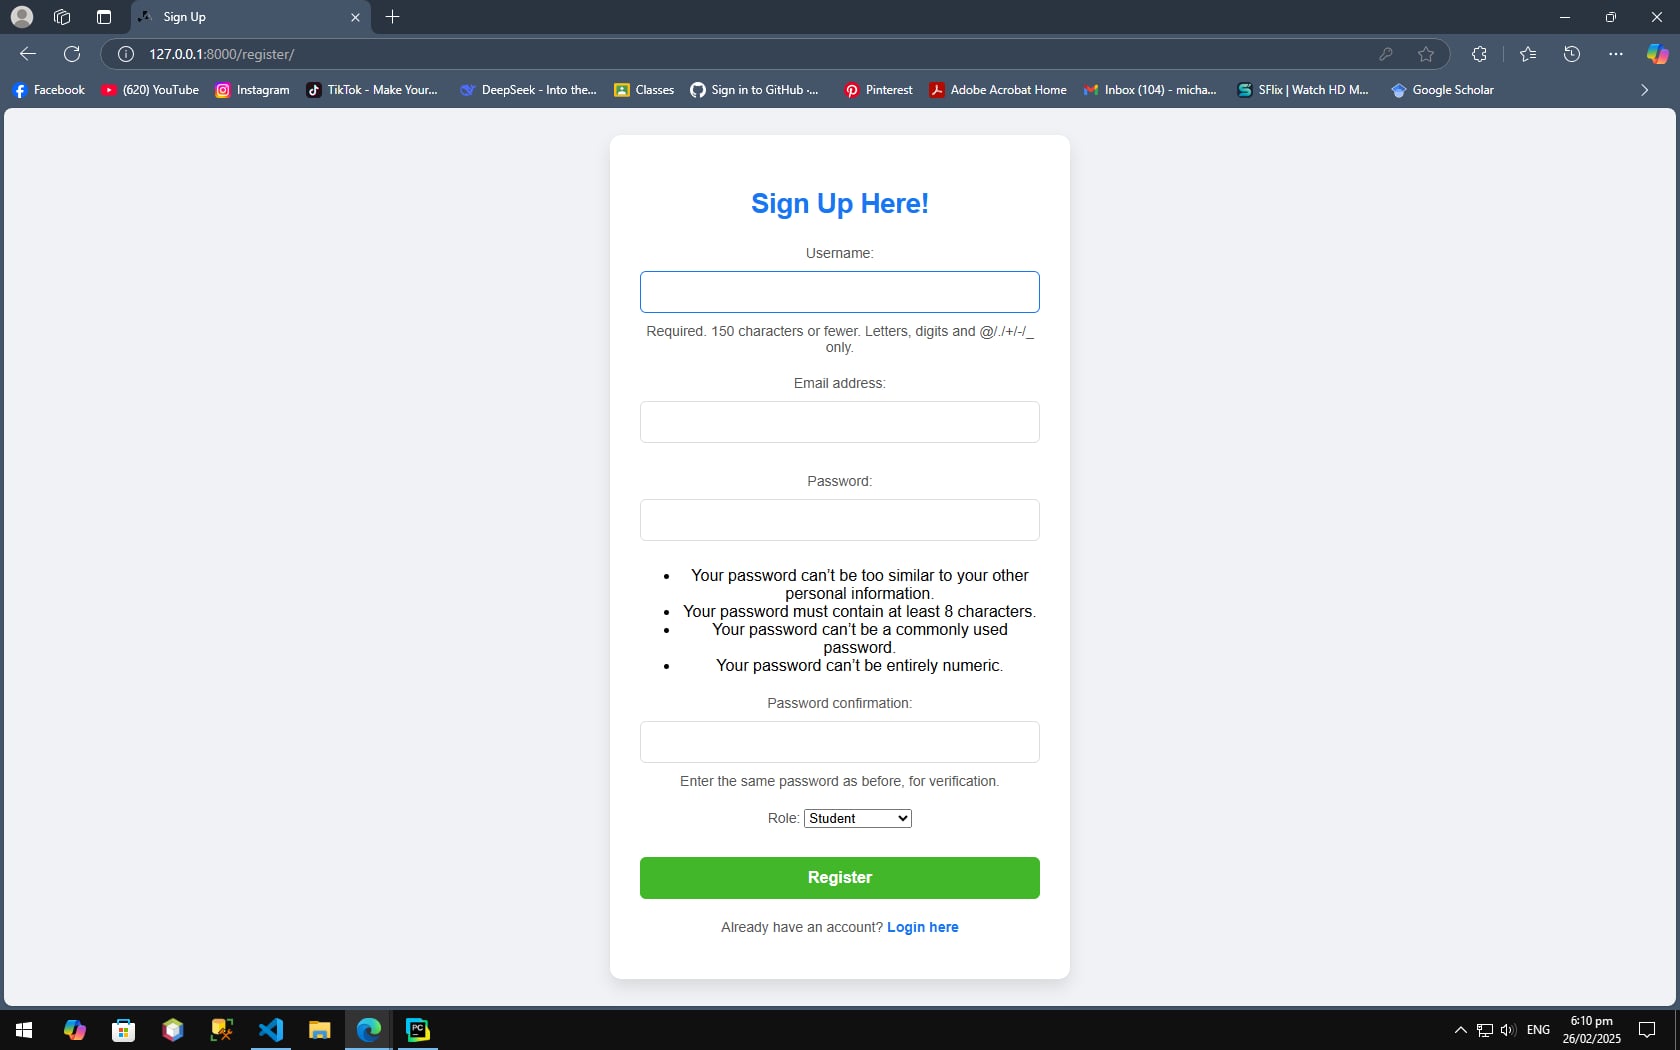 Sign Up
127.0.0.1:8000/register/
Facebook
(620) YouTube
Instagram
TikTok - Make Your...
DeepSeek - Into the...
Classes
Sign in to GitHub ·...
Pinterest
Adobe Acrobat Home
Inbox (104) - micha...
SFlix | Watch HD M...
Google Scholar
Sign Up Here!
Username:
Required. 150 characters or fewer. Letters, digits and @/./+/-/_
only.
Email address:
Password:
• Your password can’t be too similar to your other
personal information.
• Your password must contain at least 8 characters.
• Your password can’t be a commonly used
password.
• Your password can’t be entirely numeric.
Password confirmation:
Enter the same password as before, for verification.
Role: Student
Register
Already have an account? Login here
PC
ENG
6:10 pm
26/02/2025